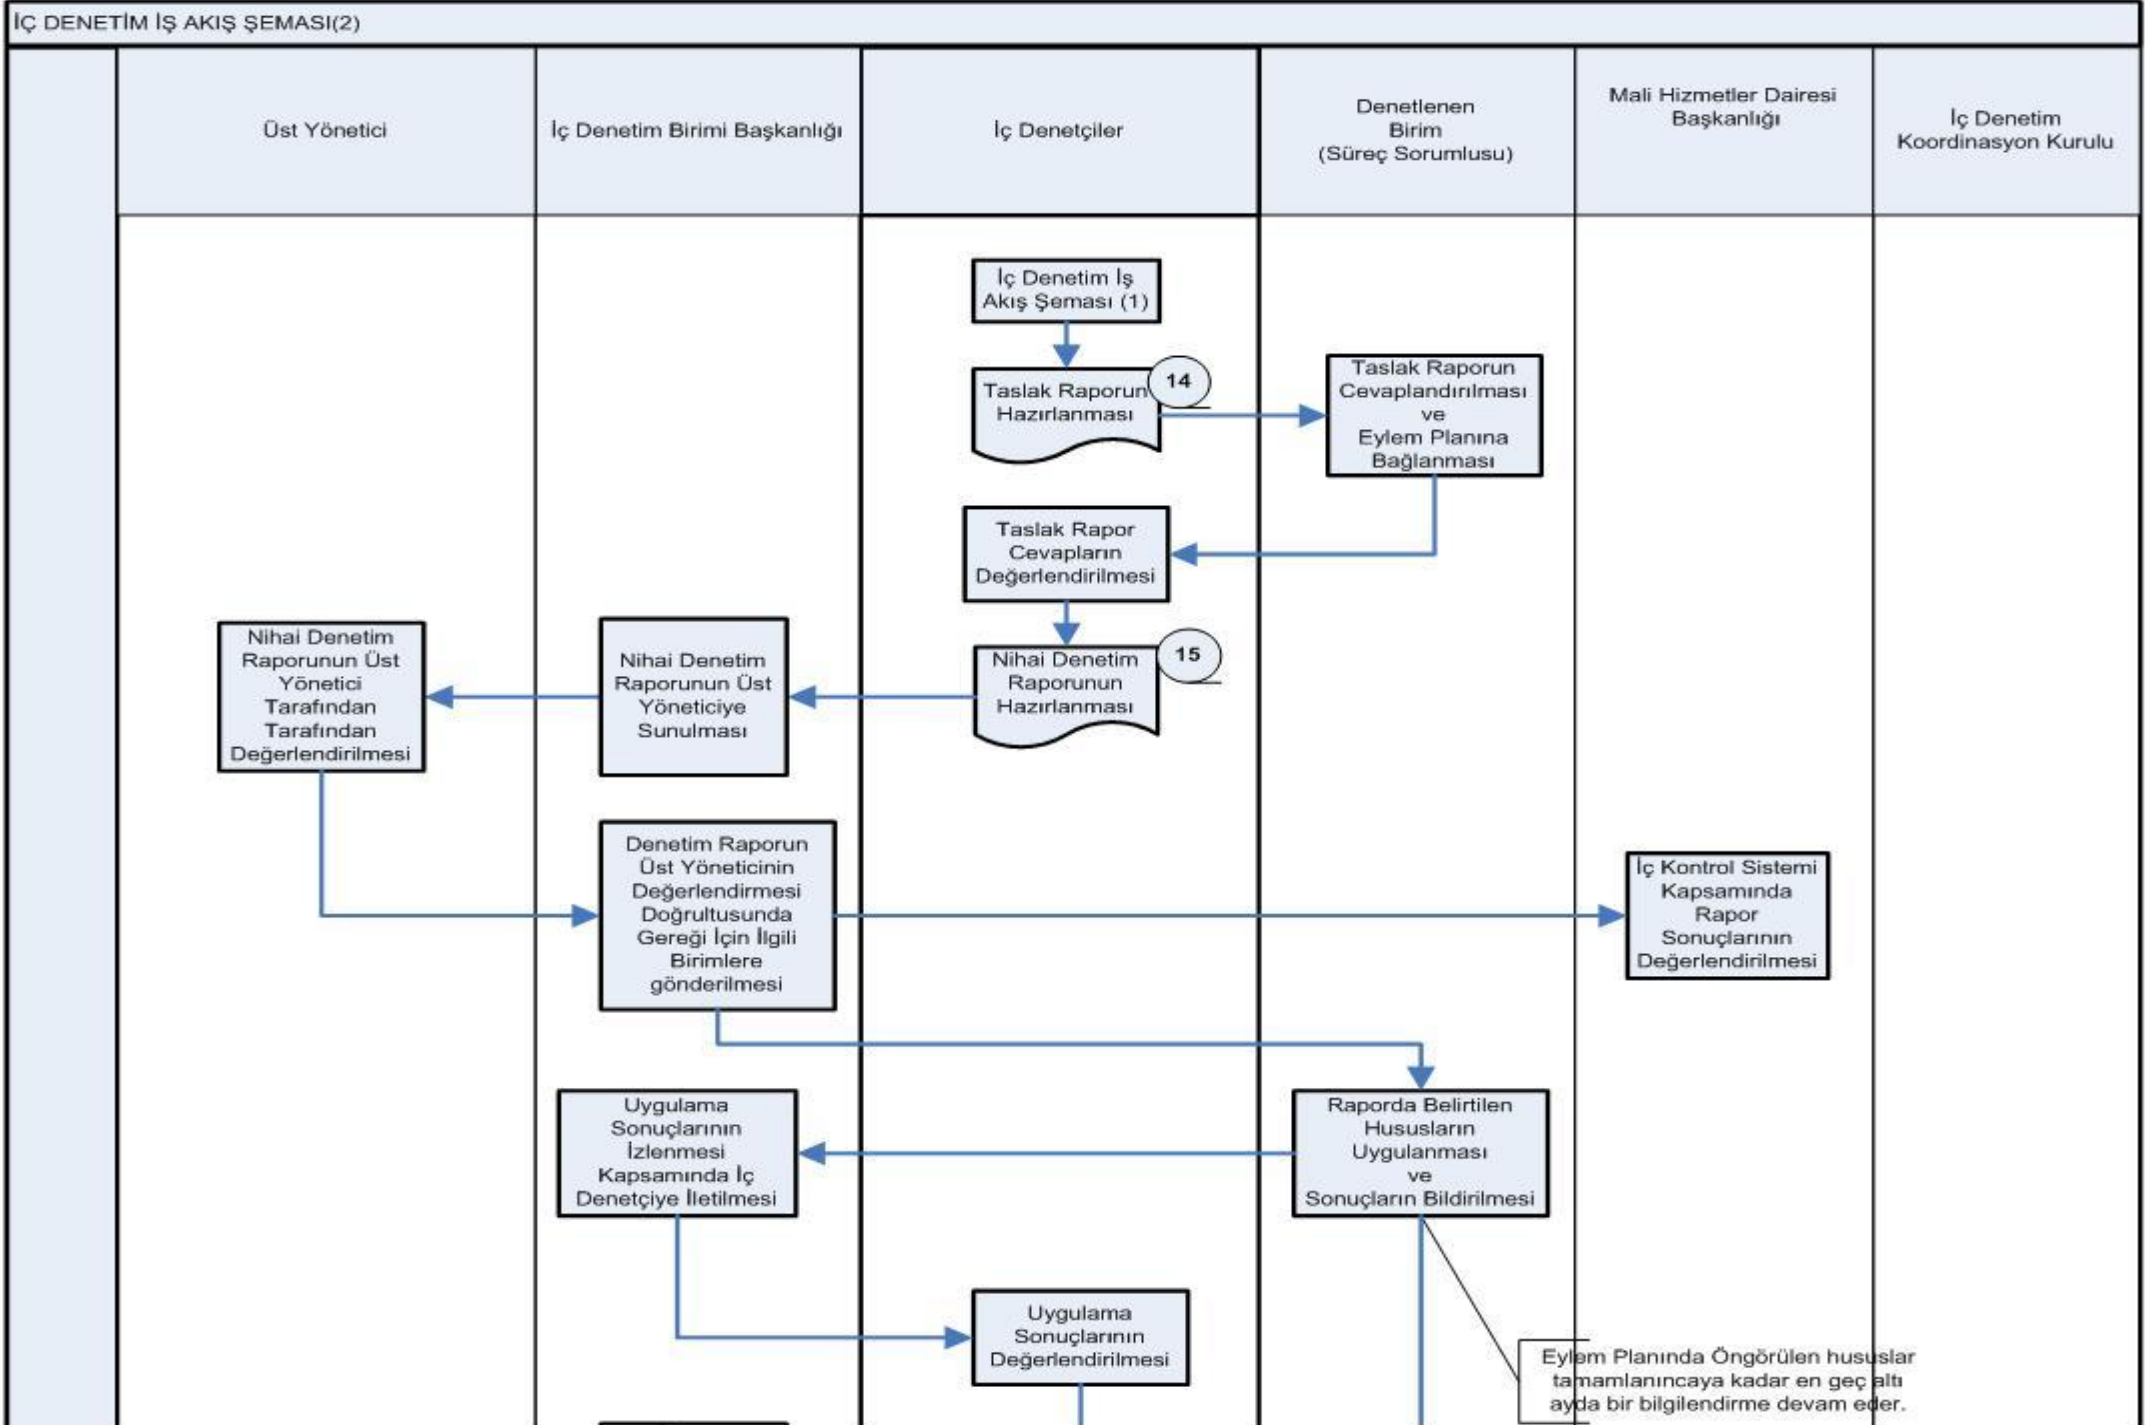 İÇ DENETİM İŞ AKIŞ ŞEMASI(2)
Üst Yönetici
İç Denetim Birimi Başkanlığı
İç Denetçiler
Denetlenen
Birim
(Süreç Sorumlusu)
Mali Hizmetler Dairesi
Başkanlığı
İç Denetim
Koordinasyon Kurulu
İç Denetim İş
Akış Şeması (1)
Taslak Raporun
Hazırlanması
14
Taslak Raporun
Cevaplandırılması
ve
Eylem Planına
Bağlanması
Taslak Rapor
Cevapların
Değerlendirilmesi
Nihai Denetim
Raporunun
Hazırlanması
15
Nihai Denetim
Raporunun Üst
Yöneticiye
Sunulması
Nihai Denetim
Raporunun Üst
Yönetici
Tarafından
Tarafından
Değerlendirilmesi
Denetim Raporun
Üst Yöneticinin
Değerlendirmesi
Doğrultusunda
Gereği İçin İlgili
Birimlere
gönderilmesi
İç Kontrol Sistemi
Kapsamında
Rapor
Sonuçlarının
Değerlendirilmesi
Raporda Belirtilen
Hususların
Uygulanması
ve
Sonuçların Bildirilmesi
Uygulama
Sonuçlarının
İzlenmesi
Kapsamında İç
Denetçiye İletilmesi
Uygulama
Sonuçlarının
Değerlendirilmesi
Eylem Planında Öngörülen hususlar
tamamlanıncaya kadar en geç altı
ayda bir bilgilendirme devam eder.